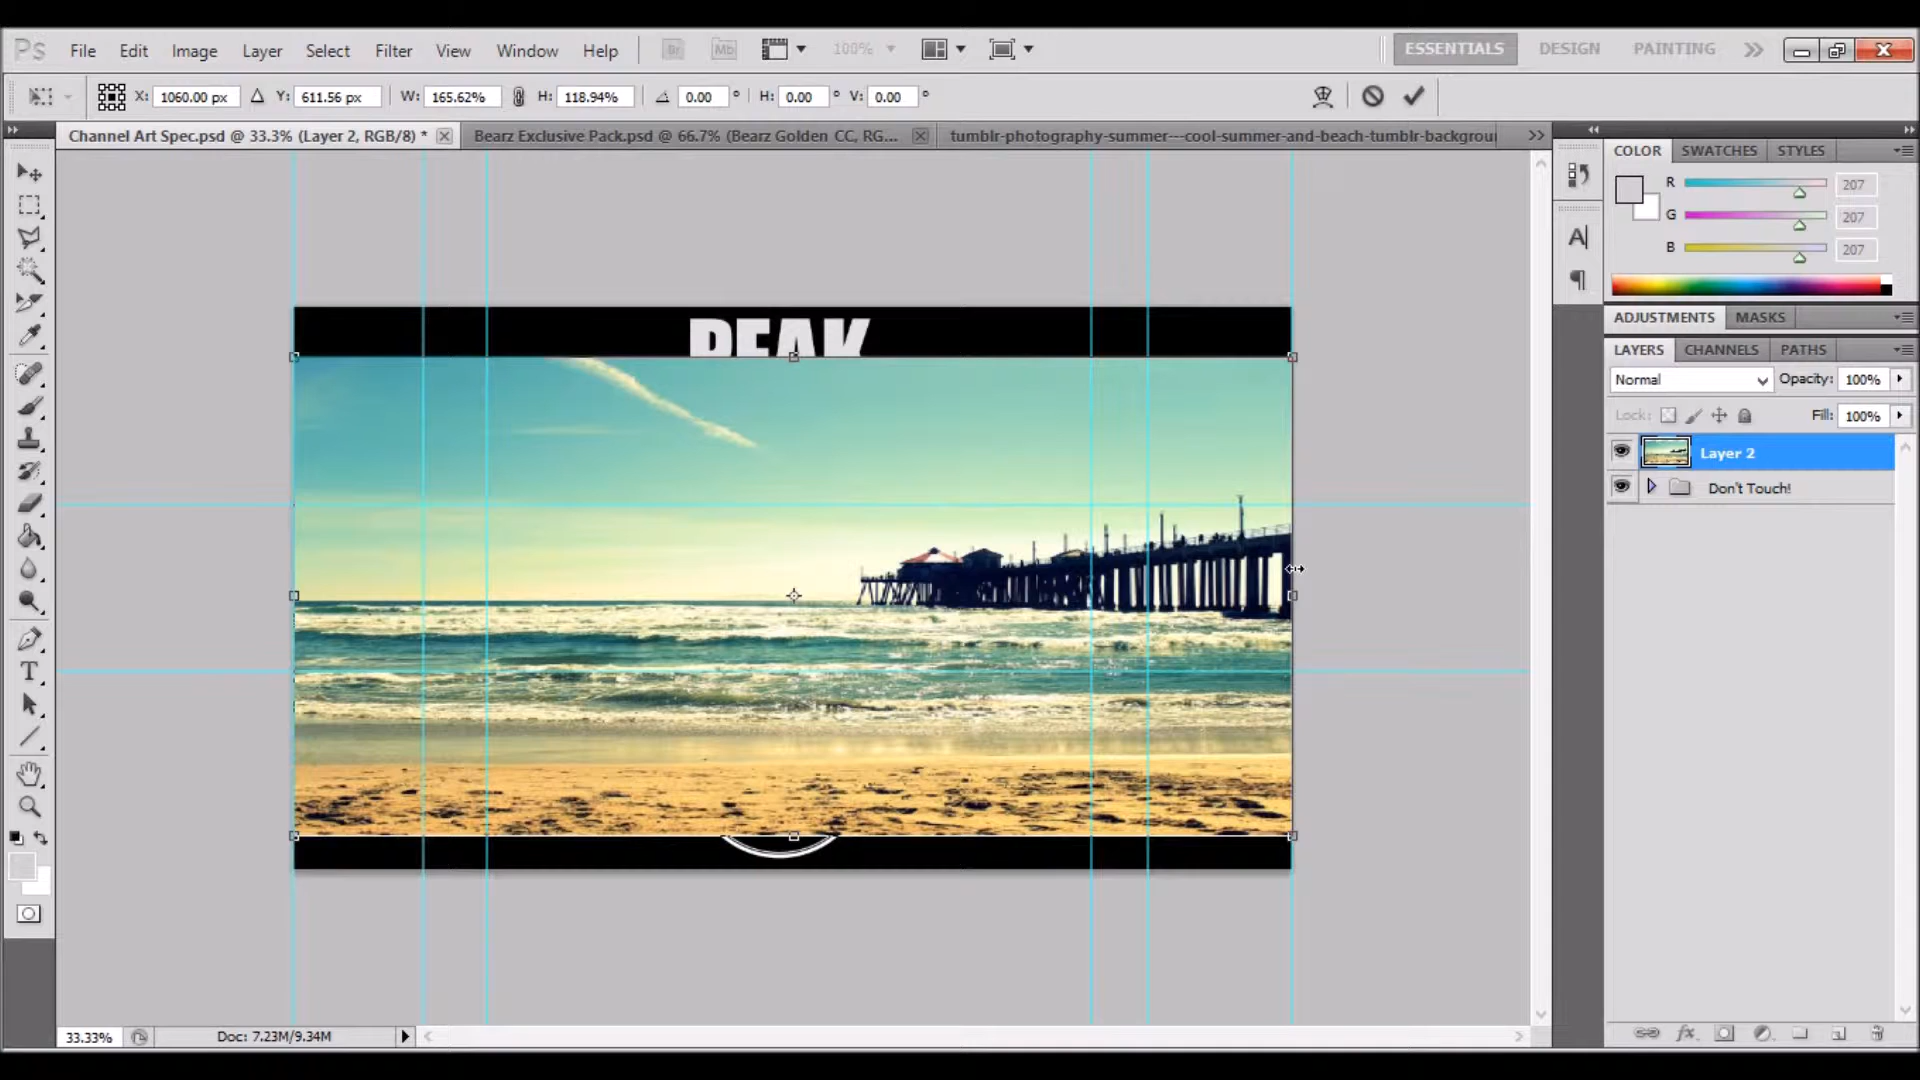 Ps File Edit Image Layer Select Filter View Window Help Br Mb 100% ESSENTIALS DESIGN PAINTING
X: 1060.00 px Y: 611.56 px W: 165.62% H: 118.94% 0.00 ° H: 0.00 ° V: 0.00 °
Channel Art Spec.psd @ 33.3% (Layer 2, RGB/8) * Bearz Exclusive Pack.psd @ 66.7% (Bearz Golden CC, RG... tumblr-photography-summer---cool-summer-and-beach-tumblr-backgrou
COLOR SWATCHES STYLES
R 207
G 207
B 207
A
ADJUSTMENTS MASKS
LAYERS CHANNELS PATHS
Normal Opacity: 100%
Lock: Fill: 100%
Layer 2
Don't Touch!
PEAK
T
33.33% Doc: 7.23M/9.34M
fx